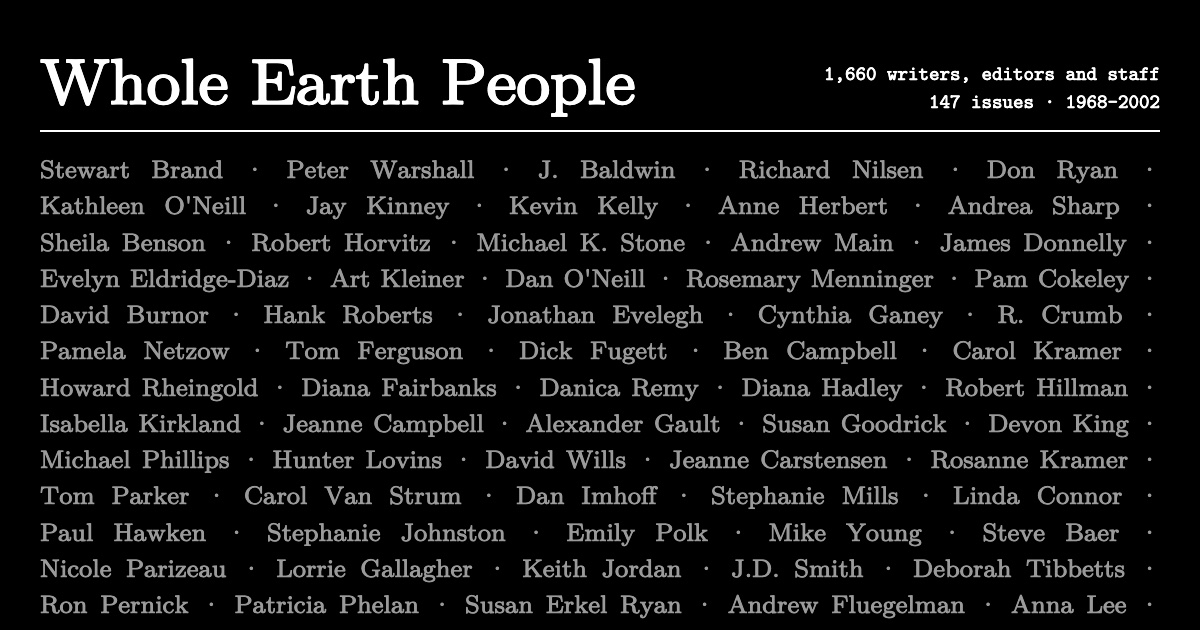 Whole Earth People
1,660 writers, editors and staff
147 issues · 1968-2002
Stewart Brand · Peter Warshall · J. Baldwin · Richard Nilsen · Don Ryan ·
Kathleen O'Neill · Jay Kinney · Kevin Kelly · Anne Herbert · Andrea Sharp ·
Sheila Benson · Robert Horvitz · Michael K. Stone · Andrew Main · James Donnelly ·
Evelyn Eldridge-Diaz · Art Kleiner · Dan O'Neill · Rosemary Menninger · Pam Cokeley ·
David Burnor · Hank Roberts · Jonathan Evelegh · Cynthia Ganey · R. Crumb ·
Pamela Netzow · Tom Ferguson · Dick Fugett · Ben Campbell · Carol Kramer ·
Howard Rheingold · Diana Fairbanks · Danica Remy · Diana Hadley · Robert Hillman ·
Isabella Kirkland · Jeanne Campbell · Alexander Gault · Susan Goodrick · Devon King ·
Michael Phillips · Hunter Lovins · David Wills · Jeanne Carstensen · Rosanne Kramer ·
Tom Parker · Carol Van Strum · Dan Imhoff · Stephanie Mills · Linda Connor ·
Paul Hawken · Stephanie Johnston · Emily Polk · Mike Young · Steve Baer ·
Nicole Parizeau · Lorrie Gallagher · Keith Jordan · J.D. Smith · Deborah Tibbetts ·
Ron Pernick · Patricia Phelan · Susan Erkel Ryan · Andrew Fluegelman · Anna Lee ·